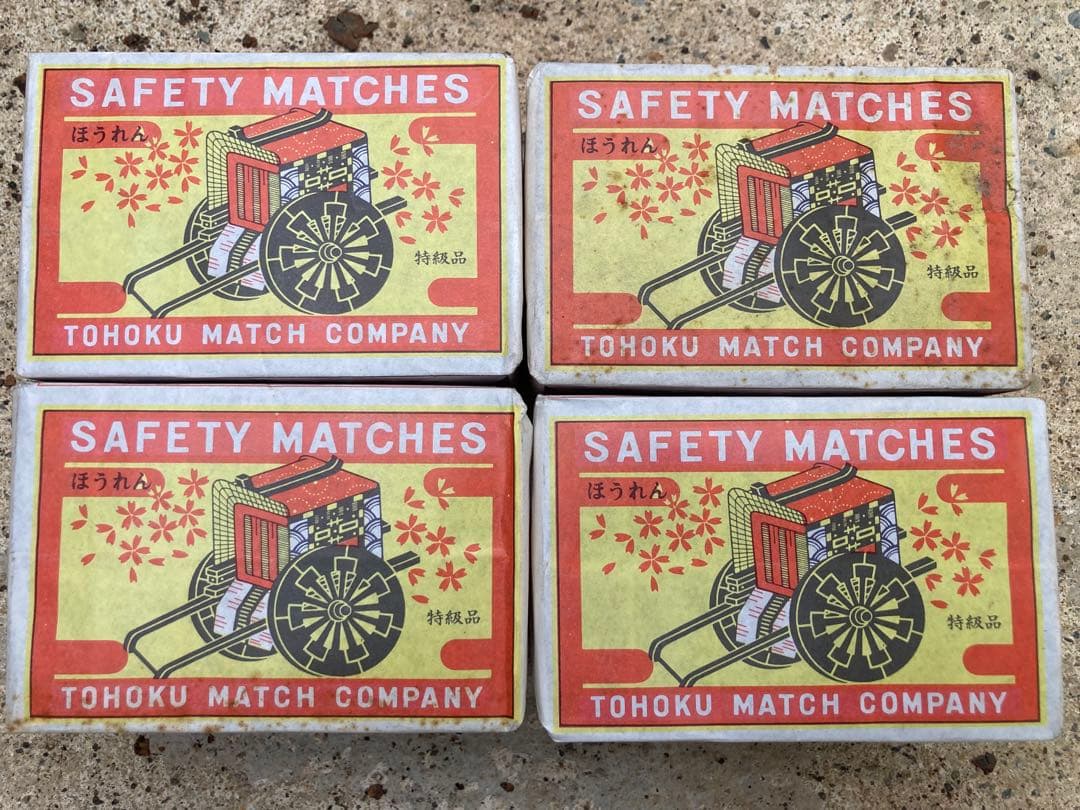 SAFETY MATCHES
ほうれん
特級品
TOHOKU MATCH COMPANY
SAFETY MATCHES
ほうれん
特級品
TOHOKU MATCH COMPANY
SAFETY MATCHES
ほうれん
特級品
TOHOKU MATCH COMPANY
SAFETY MATCHES
ほうれん
特級品
TOHOKU MATCH COMPANY